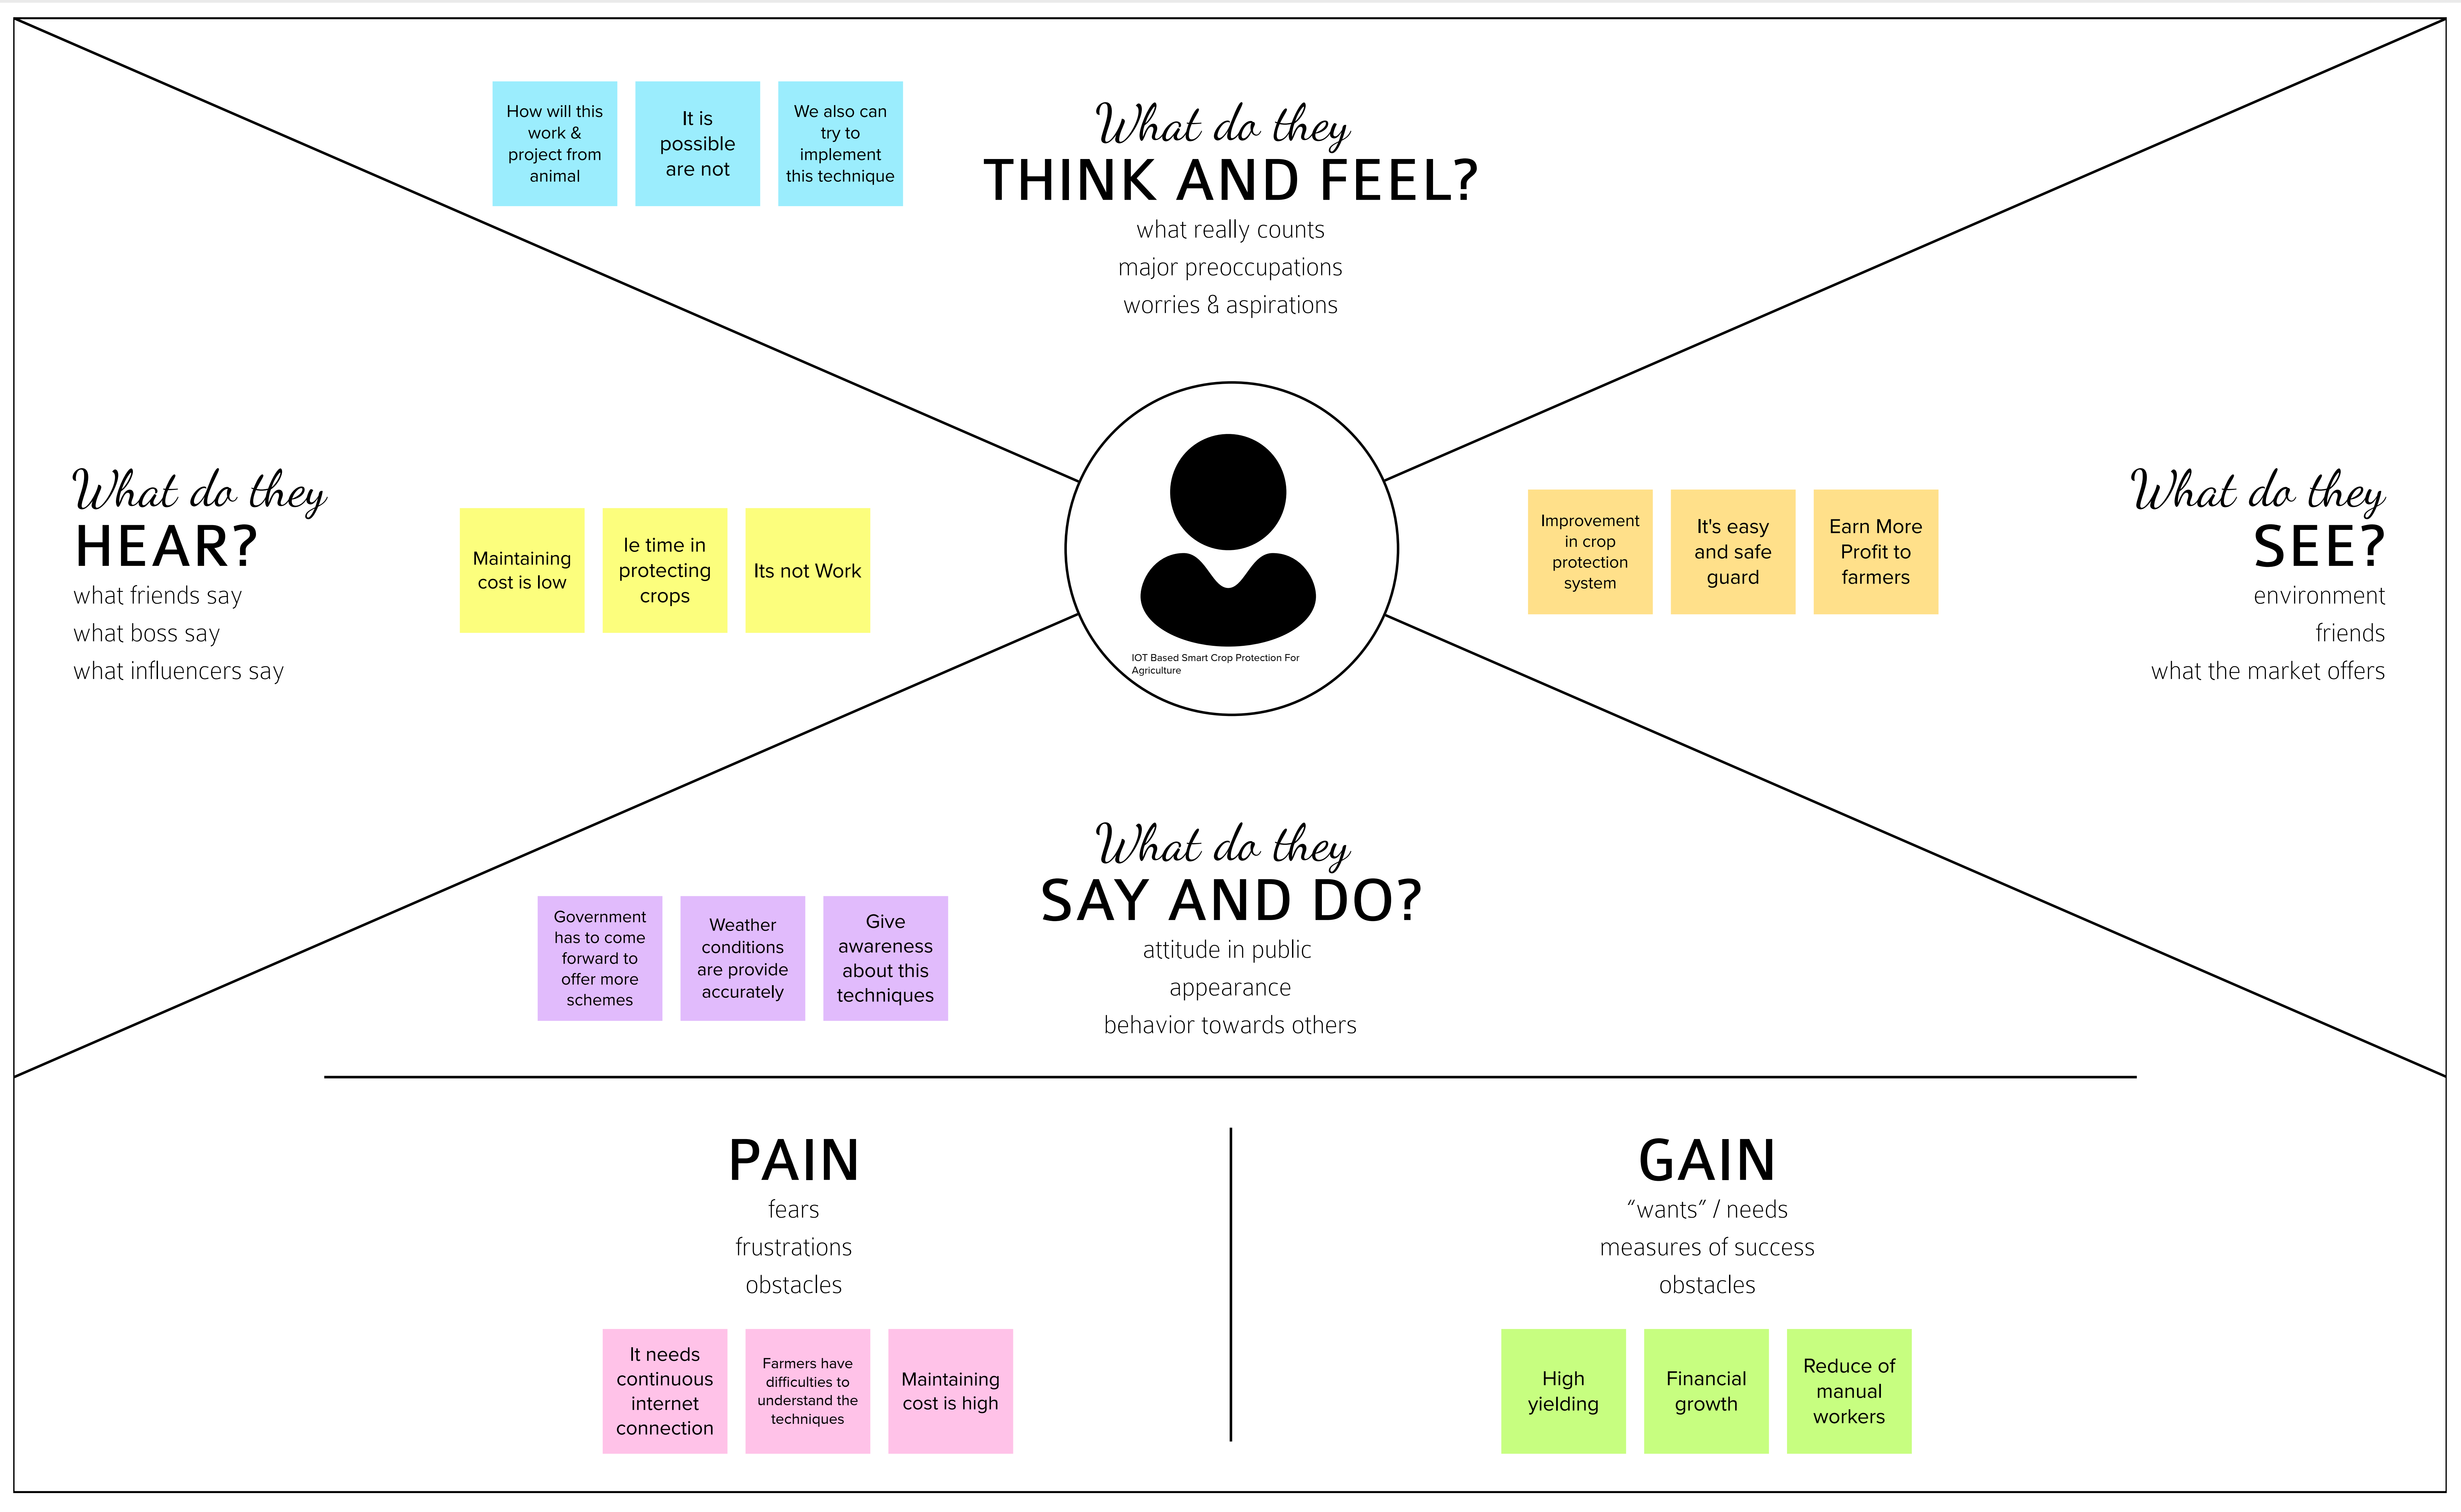 How will this
work &
project from
animal
It is
possible
are not
We also can
try to
implement
this technique
What do they
THINK AND FEEL?
what really counts
major preoccupations
worries & aspirations
What do they
HEAR?
what friends say
what boss say
what influencers say
Maintaining
cost is low
le time in
protecting
crops
Its not Work
IOT Based Smart Crop Protection For
Agriculture
Improvement
in crop
protection
system
It's easy
and safe
guard
Earn More
Profit to
farmers
What do they
SEE?
environment
friends
what the market offers
What do they
SAY AND DO?
attitude in public
appearance
behavior towards others
Government
has to come
forward to
offer more
schemes
Weather
conditions
are provide
accurately
Give
awareness
about this
techniques
PAIN
fears
frustrations
obstacles
It needs
continuous
internet
connection
Farmers have
difficulties to
understand the
techniques
Maintaining
cost is high
GAIN
“wants” / needs
measures of success
obstacles
High
yielding
Financial
growth
Reduce of
manual
workers